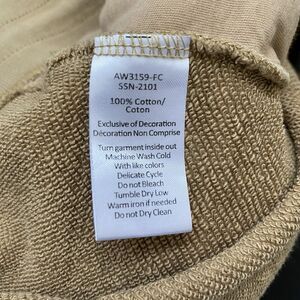 AW3159-FC
SSN-2101
100% Cotton/
Coton
Exclusive of Decoration
Décoration Non Comprise
Turn garment inside out
Machine Wash Cold
With like colors
Delicate Cycle
Do not Bleach
Tumble Dry Low
Warm iron if needed
Do not Dry Clean